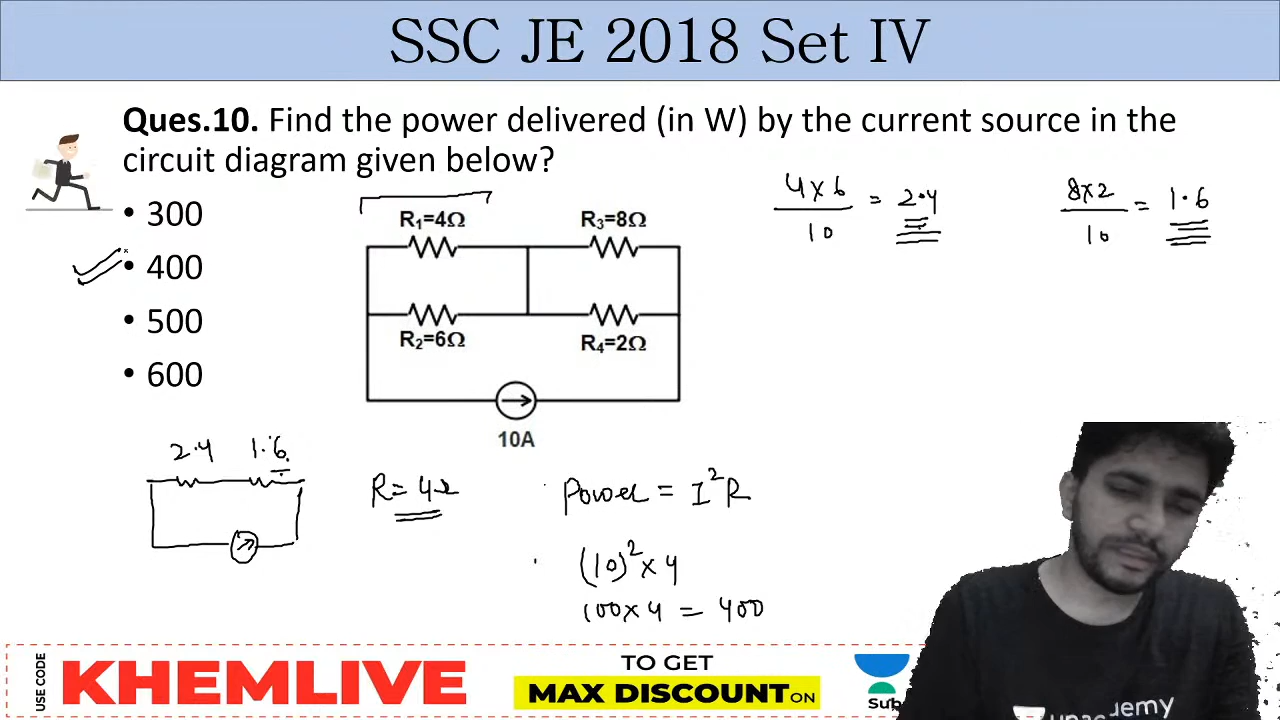 SSC JE 2018 Set IV
Ques.10. Find the power delivered (in W) by the current source in the
circuit diagram given below?
• 300
• 400
• 500
• 600
R₁=4Ω
R₃=8Ω
R₂=6Ω
R₄=2Ω
10A
4×6/10 = 2.4
8×2/10 = 1.6
2.4 1.6
R = 4Ω
Power = I²R
(10)² × 4
100 × 4 = 400
USE CODE
KHEMLIVE
TO GET
MAX DISCOUNT ON
Sub